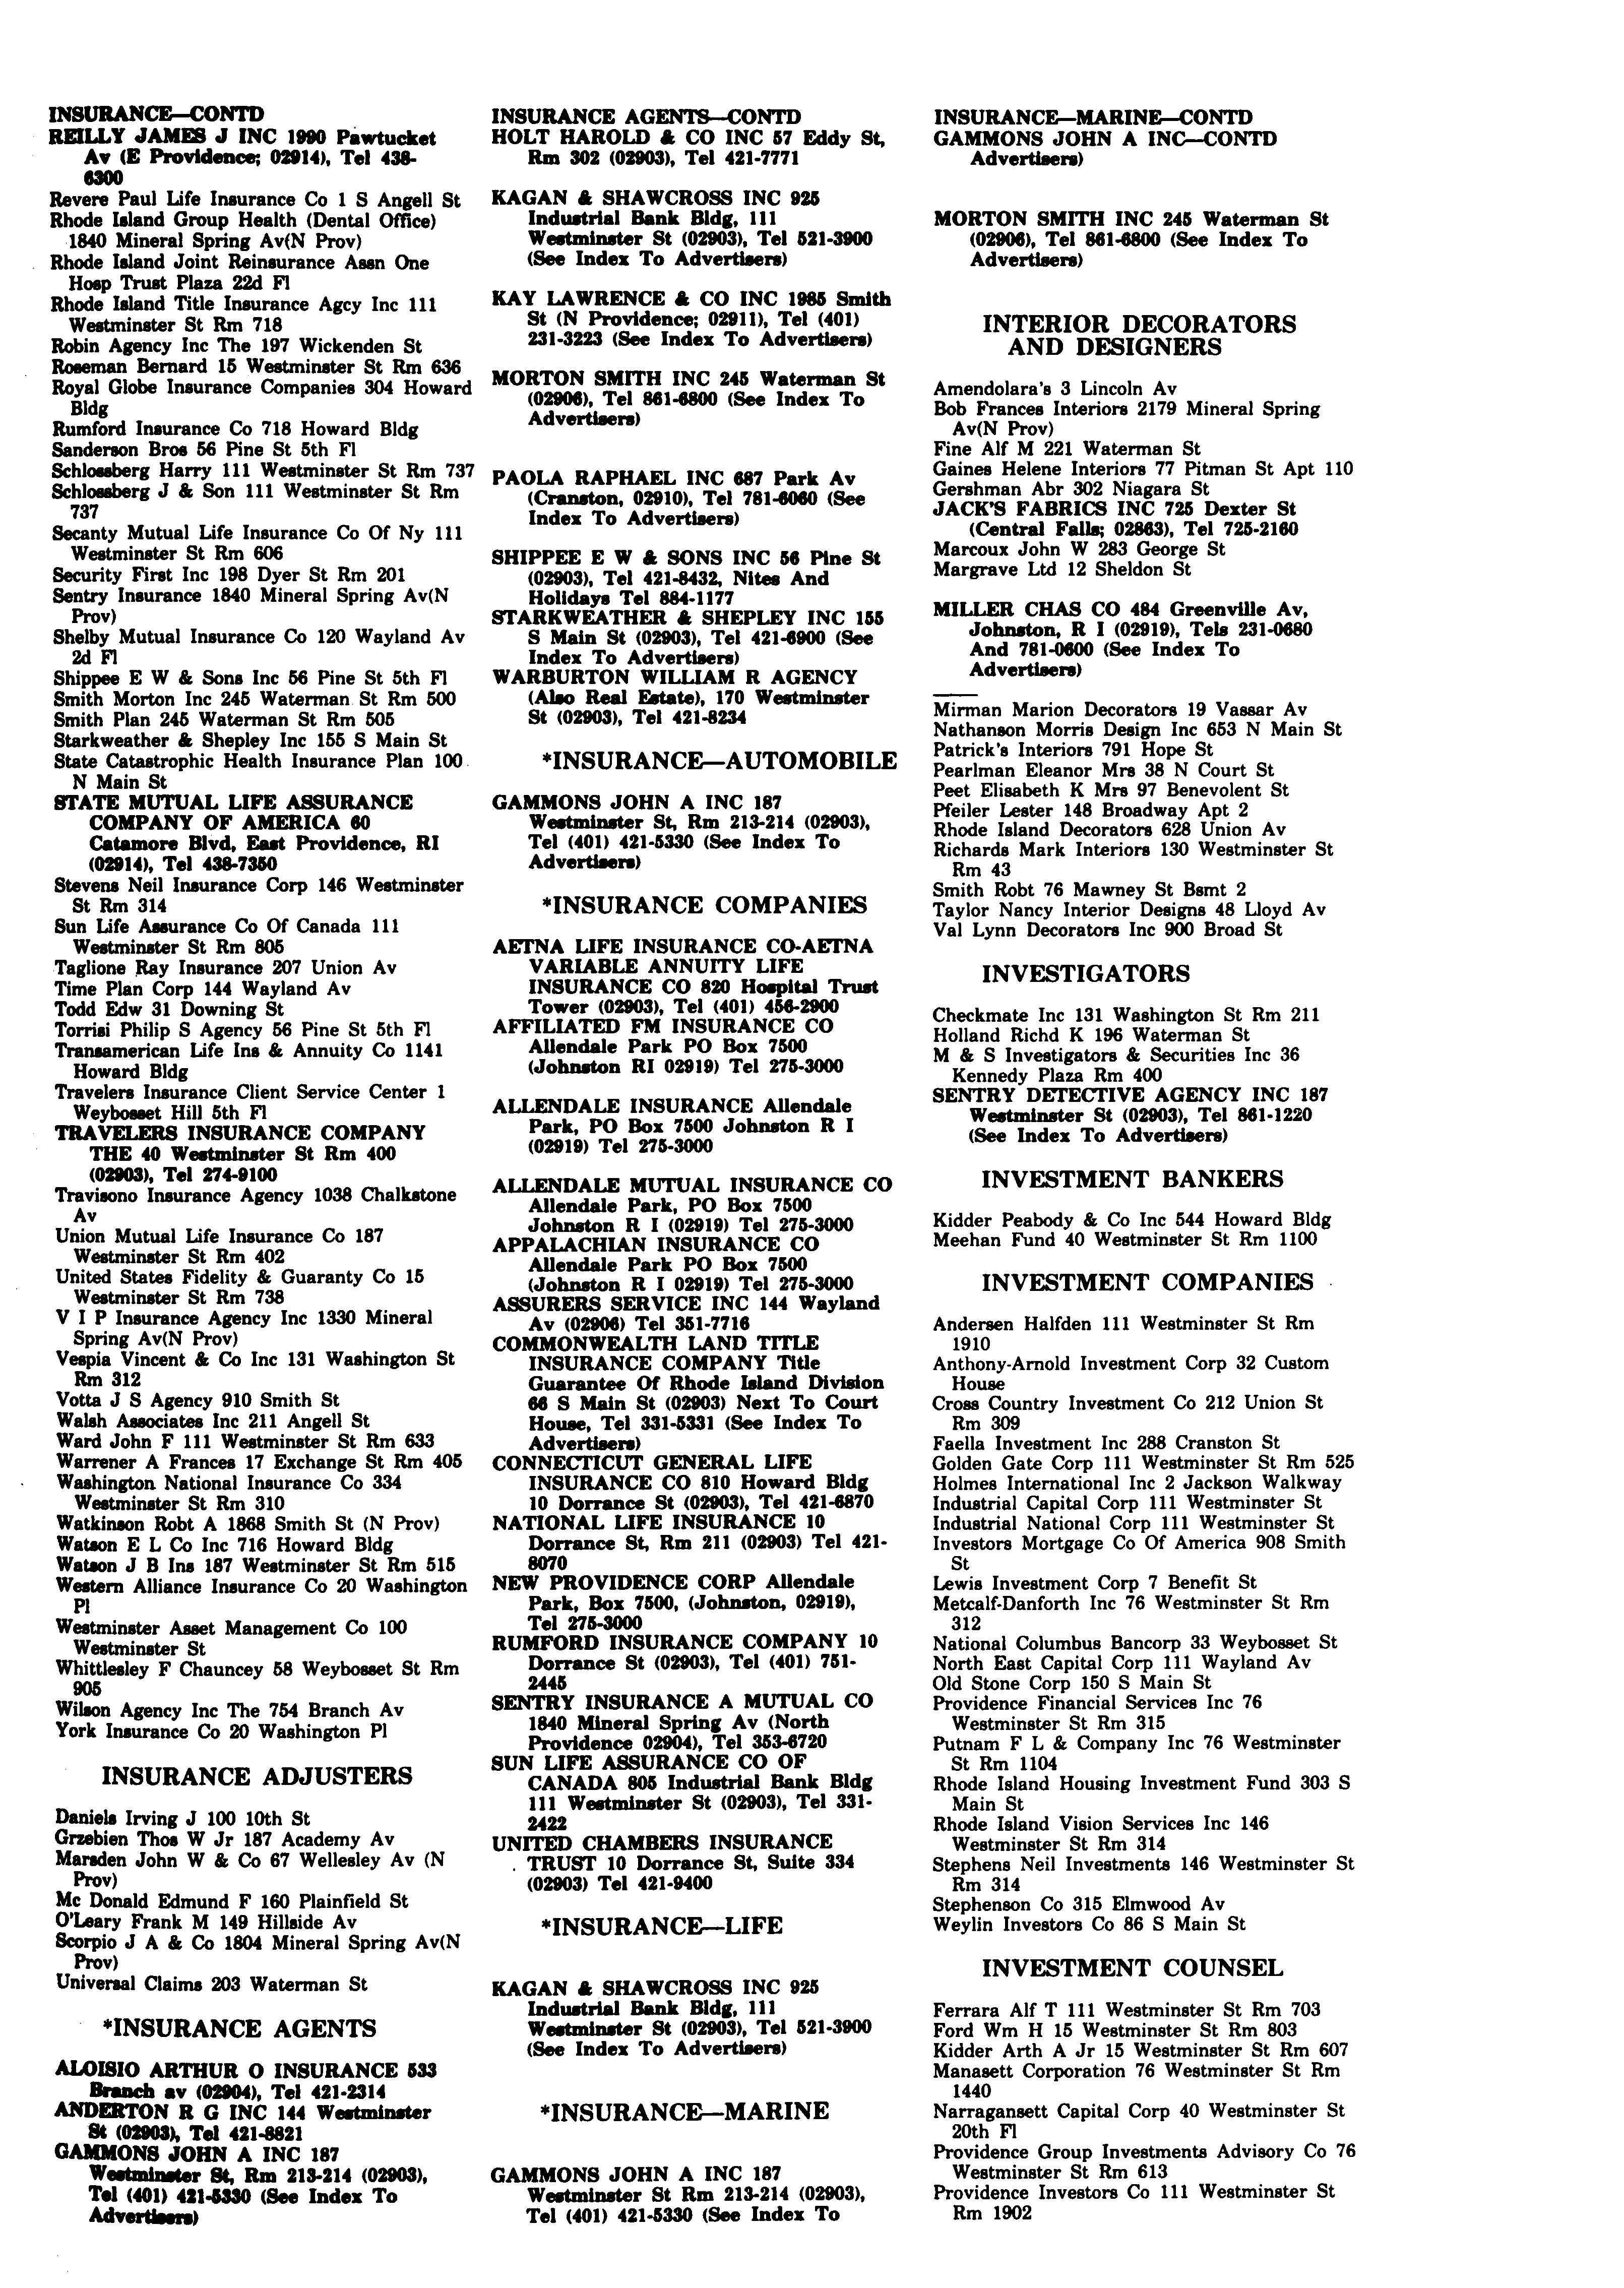 INSURANCE—CONTD
REILLY JAMES J INC 1990 Pawtucket
Av (E Providence; 02914), Tel 438-
6300
Revere Paul Life Insurance Co 1 S Angell St
Rhode Island Group Health (Dental Office)
1840 Mineral Spring Av(N Prov)
Rhode Island Joint Reinsurance Assn One
Hosp Trust Plaza 22d Fl
Rhode Island Title Insurance Agcy Inc 111
Westminster St Rm 718
Robin Agency Inc The 197 Wickenden St
Roseman Bernard 15 Westminster St Rm 636
Royal Globe Insurance Companies 304 Howard
Bldg
Rumford Insurance Co 718 Howard Bldg
Sanderson Bros 56 Pine St 5th Fl
Schlossberg Harry 111 Westminster St Rm 737
Schlossberg J & Son 111 Westminster St Rm
737
Secanty Mutual Life Insurance Co Of Ny 111
Westminster St Rm 606
Security First Inc 198 Dyer St Rm 201
Sentry Insurance 1840 Mineral Spring Av(N
Prov)
Shelby Mutual Insurance Co 120 Wayland Av
2d Fl
Shippee E W & Sons Inc 56 Pine St 5th Fl
Smith Morton Inc 245 Waterman St Rm 500
Smith Plan 245 Waterman St Rm 505
Starkweather & Shepley Inc 155 S Main St
State Catastrophic Health Insurance Plan 100
N Main St
STATE MUTUAL LIFE ASSURANCE
COMPANY OF AMERICA 60
Catamore Blvd, East Providence, RI
(02914), Tel 438-7350
Stevens Neil Insurance Corp 146 Westminster
St Rm 314
Sun Life Assurance Co Of Canada 111
Westminster St Rm 805
Taglione Ray Insurance 207 Union Av
Time Plan Corp 144 Wayland Av
Todd Edw 31 Downing St
Torrisi Philip S Agency 56 Pine St 5th Fl
Transamerican Life Ins & Annuity Co 1141
Howard Bldg
Travelers Insurance Client Service Center 1
Weybosset Hill 5th Fl
TRAVELERS INSURANCE COMPANY
THE 40 Westminster St Rm 400
(02903), Tel 274-9100
Travisono Insurance Agency 1038 Chalkstone
Av
Union Mutual Life Insurance Co 187
Westminster St Rm 402
United States Fidelity & Guaranty Co 15
Westminster St Rm 738
V I P Insurance Agency Inc 1330 Mineral
Spring Av(N Prov)
Vespia Vincent & Co Inc 131 Washington St
Rm 312
Votta J S Agency 910 Smith St
Walsh Associates Inc 211 Angell St
Ward John F 111 Westminster St Rm 633
Warrener A Frances 17 Exchange St Rm 405
Washington National Insurance Co 334
Westminster St Rm 310
Watkinson Robt A 1868 Smith St (N Prov)
Watson E L Co Inc 716 Howard Bldg
Watson J B Ins 187 Westminster St Rm 515
Western Alliance Insurance Co 20 Washington
Pl
Westminster Asset Management Co 100
Westminster St
Whittlesley F Chauncey 58 Weybosset St Rm
905
Wilson Agency Inc The 754 Branch Av
York Insurance Co 20 Washington Pl
INSURANCE ADJUSTERS
Daniels Irving J 100 10th St
Grzebien Thos W Jr 187 Academy Av
Marsden John W & Co 67 Wellesley Av (N
Prov)
Mc Donald Edmund F 160 Plainfield St
O'Leary Frank M 149 Hillside Av
Scorpio J A & Co 1804 Mineral Spring Av(N
Prov)
Universal Claims 203 Waterman St
*INSURANCE AGENTS
ALOISIO ARTHUR O INSURANCE 533
Branch av (02904), Tel 421-2314
ANDERTON R G INC 144 Westminster
St (02903), Tel 421-8821
GAMMONS JOHN A INC 187
Westminster St, Rm 213-214 (02903),
Tel (401) 421-5330 (See Index To
Advertisers)
INSURANCE AGENTS—CONTD
HOLT HAROLD & CO INC 57 Eddy St,
Rm 302 (02903), Tel 421-7771
KAGAN & SHAWCROSS INC 925
Industrial Bank Bldg, 111
Westminster St (02903), Tel 521-3900
(See Index To Advertisers)
KAY LAWRENCE & CO INC 1985 Smith
St (N Providence; 02911), Tel (401)
231-3223 (See Index To Advertisers)
MORTON SMITH INC 245 Waterman St
(02906), Tel 861-6800 (See Index To
Advertisers)
PAOLA RAPHAEL INC 687 Park Av
(Cranston, 02910), Tel 781-6060 (See
Index To Advertisers)
SHIPPEE E W & SONS INC 56 Pine St
(02903), Tel 421-8432, Nites And
Holidays Tel 884-1177
STARKWEATHER & SHEPLEY INC 155
S Main St (02903), Tel 421-6900 (See
Index To Advertisers)
WARBURTON WILLIAM R AGENCY
(Also Real Estate), 170 Westminster
St (02903), Tel 421-8234
*INSURANCE—AUTOMOBILE
GAMMONS JOHN A INC 187
Westminster St, Rm 213-214 (02903),
Tel (401) 421-5330 (See Index To
Advertisers)
*INSURANCE COMPANIES
AETNA LIFE INSURANCE CO-AETNA
VARIABLE ANNUITY LIFE
INSURANCE CO 820 Hospital Trust
Tower (02903), Tel (401) 456-2900
AFFILIATED FM INSURANCE CO
Allendale Park PO Box 7500
(Johnston RI 02919) Tel 275-3000
ALLENDALE INSURANCE Allendale
Park, PO Box 7500 Johnston R I
(02919) Tel 275-3000
ALLENDALE MUTUAL INSURANCE CO
Allendale Park, PO Box 7500
Johnston R I (02919) Tel 275-3000
APPALACHIAN INSURANCE CO
Allendale Park PO Box 7500
(Johnston R I 02919) Tel 275-3000
ASSURERS SERVICE INC 144 Wayland
Av (02906) Tel 351-7716
COMMONWEALTH LAND TITLE
INSURANCE COMPANY Title
Guarantee Of Rhode Island Division
66 S Main St (02903) Next To Court
House, Tel 331-5331 (See Index To
Advertisers)
CONNECTICUT GENERAL LIFE
INSURANCE CO 810 Howard Bldg
10 Dorrance St (02903), Tel 421-6870
NATIONAL LIFE INSURANCE 10
Dorrance St, Rm 211 (02903) Tel 421-
8070
NEW PROVIDENCE CORP Allendale
Park, Box 7500, (Johnston, 02919),
Tel 275-3000
RUMFORD INSURANCE COMPANY 10
Dorrance St (02903), Tel (401) 751-
2445
SENTRY INSURANCE A MUTUAL CO
1840 Mineral Spring Av (North
Providence 02904), Tel 353-6720
SUN LIFE ASSURANCE CO OF
CANADA 805 Industrial Bank Bldg
111 Westminster St (02903), Tel 331-
2422
UNITED CHAMBERS INSURANCE
TRUST 10 Dorrance St, Suite 334
(02903) Tel 421-9400
*INSURANCE—LIFE
KAGAN & SHAWCROSS INC 925
Industrial Bank Bldg, 111
Westminster St (02903), Tel 521-3900
(See Index To Advertisers)
*INSURANCE—MARINE
GAMMONS JOHN A INC 187
Westminster St Rm 213-214 (02903),
Tel (401) 421-5330 (See Index To
INSURANCE—MARINE—CONTD
GAMMONS JOHN A INC—CONTD
Advertisers)
MORTON SMITH INC 245 Waterman St
(02906), Tel 861-6800 (See Index To
Advertisers)
INTERIOR DECORATORS
AND DESIGNERS
Amendolara's 3 Lincoln Av
Bob Frances Interiors 2179 Mineral Spring
Av(N Prov)
Fine Alf M 221 Waterman St
Gaines Helene Interiors 77 Pitman St Apt 110
Gershman Abr 302 Niagara St
JACK'S FABRICS INC 725 Dexter St
(Central Falls; 02863), Tel 725-2160
Marcoux John W 283 George St
Margrave Ltd 12 Sheldon St
MILLER CHAS CO 484 Greenville Av,
Johnston, R I (02919), Tels 231-0680
And 781-0600 (See Index To
Advertisers)
Mirman Marion Decorators 19 Vassar Av
Nathanson Morris Design Inc 653 N Main St
Patrick's Interiors 791 Hope St
Pearlman Eleanor Mrs 38 N Court St
Peet Elisabeth K Mrs 97 Benevolent St
Pfeiler Lester 148 Broadway Apt 2
Rhode Island Decorators 628 Union Av
Richards Mark Interiors 130 Westminster St
Rm 43
Smith Robt 76 Mawney St Bsmt 2
Taylor Nancy Interior Designs 48 Lloyd Av
Val Lynn Decorators Inc 900 Broad St
INVESTIGATORS
Checkmate Inc 131 Washington St Rm 211
Holland Richd K 196 Waterman St
M & S Investigators & Securities Inc 36
Kennedy Plaza Rm 400
SENTRY DETECTIVE AGENCY INC 187
Westminster St (02903), Tel 861-1220
(See Index To Advertisers)
INVESTMENT BANKERS
Kidder Peabody & Co Inc 544 Howard Bldg
Meehan Fund 40 Westminster St Rm 1100
INVESTMENT COMPANIES
Andersen Halfden 111 Westminster St Rm
1910
Anthony-Arnold Investment Corp 32 Custom
House
Cross Country Investment Co 212 Union St
Rm 309
Faella Investment Inc 288 Cranston St
Golden Gate Corp 111 Westminster St Rm 525
Holmes International Inc 2 Jackson Walkway
Industrial Capital Corp 111 Westminster St
Industrial National Corp 111 Westminster St
Investors Mortgage Co Of America 908 Smith
St
Lewis Investment Corp 7 Benefit St
Metcalf-Danforth Inc 76 Westminster St Rm
312
National Columbus Bancorp 33 Weybosset St
North East Capital Corp 111 Wayland Av
Old Stone Corp 150 S Main St
Providence Financial Services Inc 76
Westminster St Rm 315
Putnam F L & Company Inc 76 Westminster
St Rm 1104
Rhode Island Housing Investment Fund 303 S
Main St
Rhode Island Vision Services Inc 146
Westminster St Rm 314
Stephens Neil Investments 146 Westminster St
Rm 314
Stephenson Co 315 Elmwood Av
Weylin Investors Co 86 S Main St
INVESTMENT COUNSEL
Ferrara Alf T 111 Westminster St Rm 703
Ford Wm H 15 Westminster St Rm 803
Kidder Arth A Jr 15 Westminster St Rm 607
Manasett Corporation 76 Westminster St Rm
1440
Narragansett Capital Corp 40 Westminster St
20th Fl
Providence Group Investments Advisory Co 76
Westminster St Rm 613
Providence Investors Co 111 Westminster St
Rm 1902